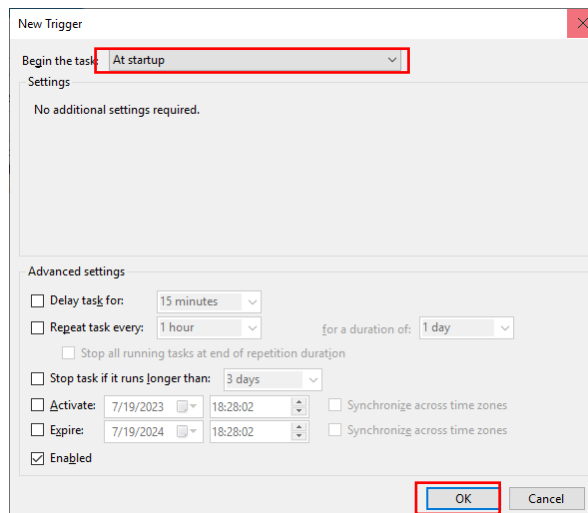 New Trigger
Begin the task: At startup
Settings
No additional settings required.
Advanced settings
Delay task for: 15 minutes
Repeat task every: 1 hour for a duration of: 1 day
Stop all running tasks at end of repetition duration
Stop task if it runs longer than: 3 days
Activate: 7/19/2023 18:28:02 Synchronize across time zones
Expire: 7/19/2024 18:28:02 Synchronize across time zones
Enabled
OK Cancel